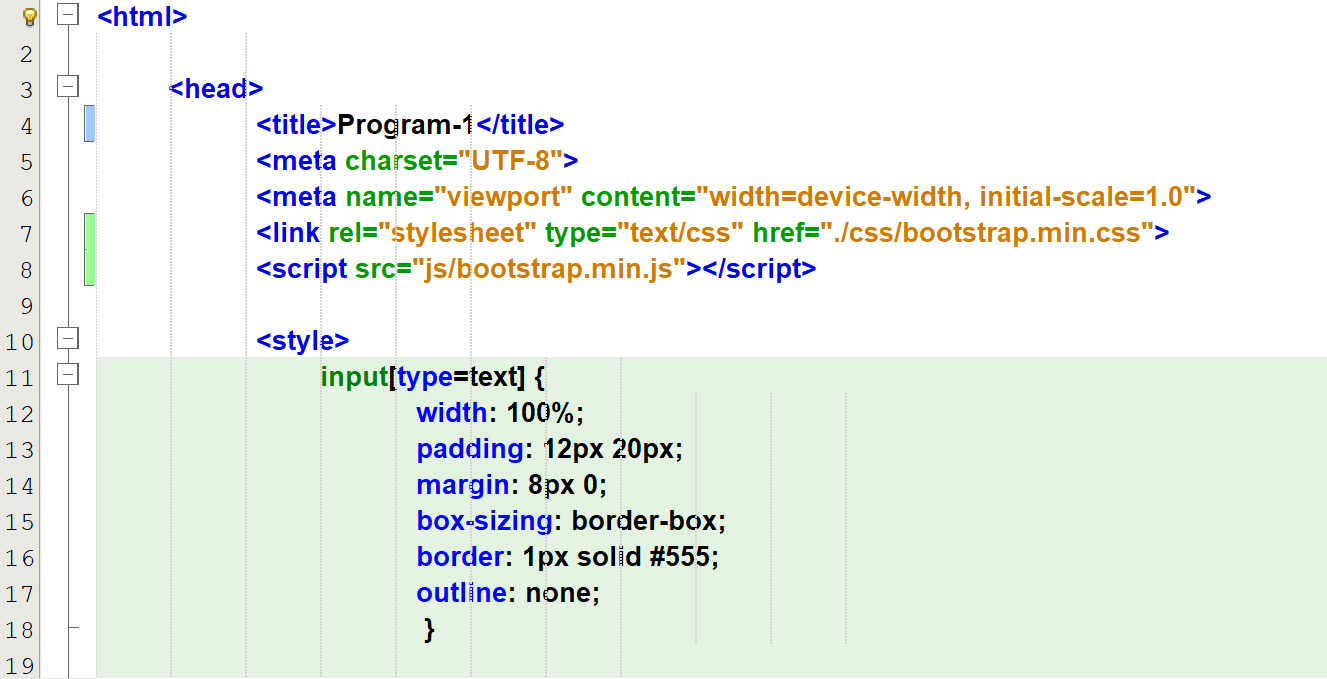 <html>
2
3 <head>
4 <title>Program-1</title>
5 <meta charset="UTF-8">
6 <meta name="viewport" content="width=device-width, initial-scale=1.0">
7 <link rel="stylesheet" type="text/css" href="./css/bootstrap.min.css">
8 <script src="js/bootstrap.min.js"></script>
9
10 <style>
11 input[type=text] {
12 width: 100%;
13 padding: 12px 20px;
14 margin: 8px 0;
15 box-sizing: border-box;
16 border: 1px solid #555;
17 outline: none;
18 }
19